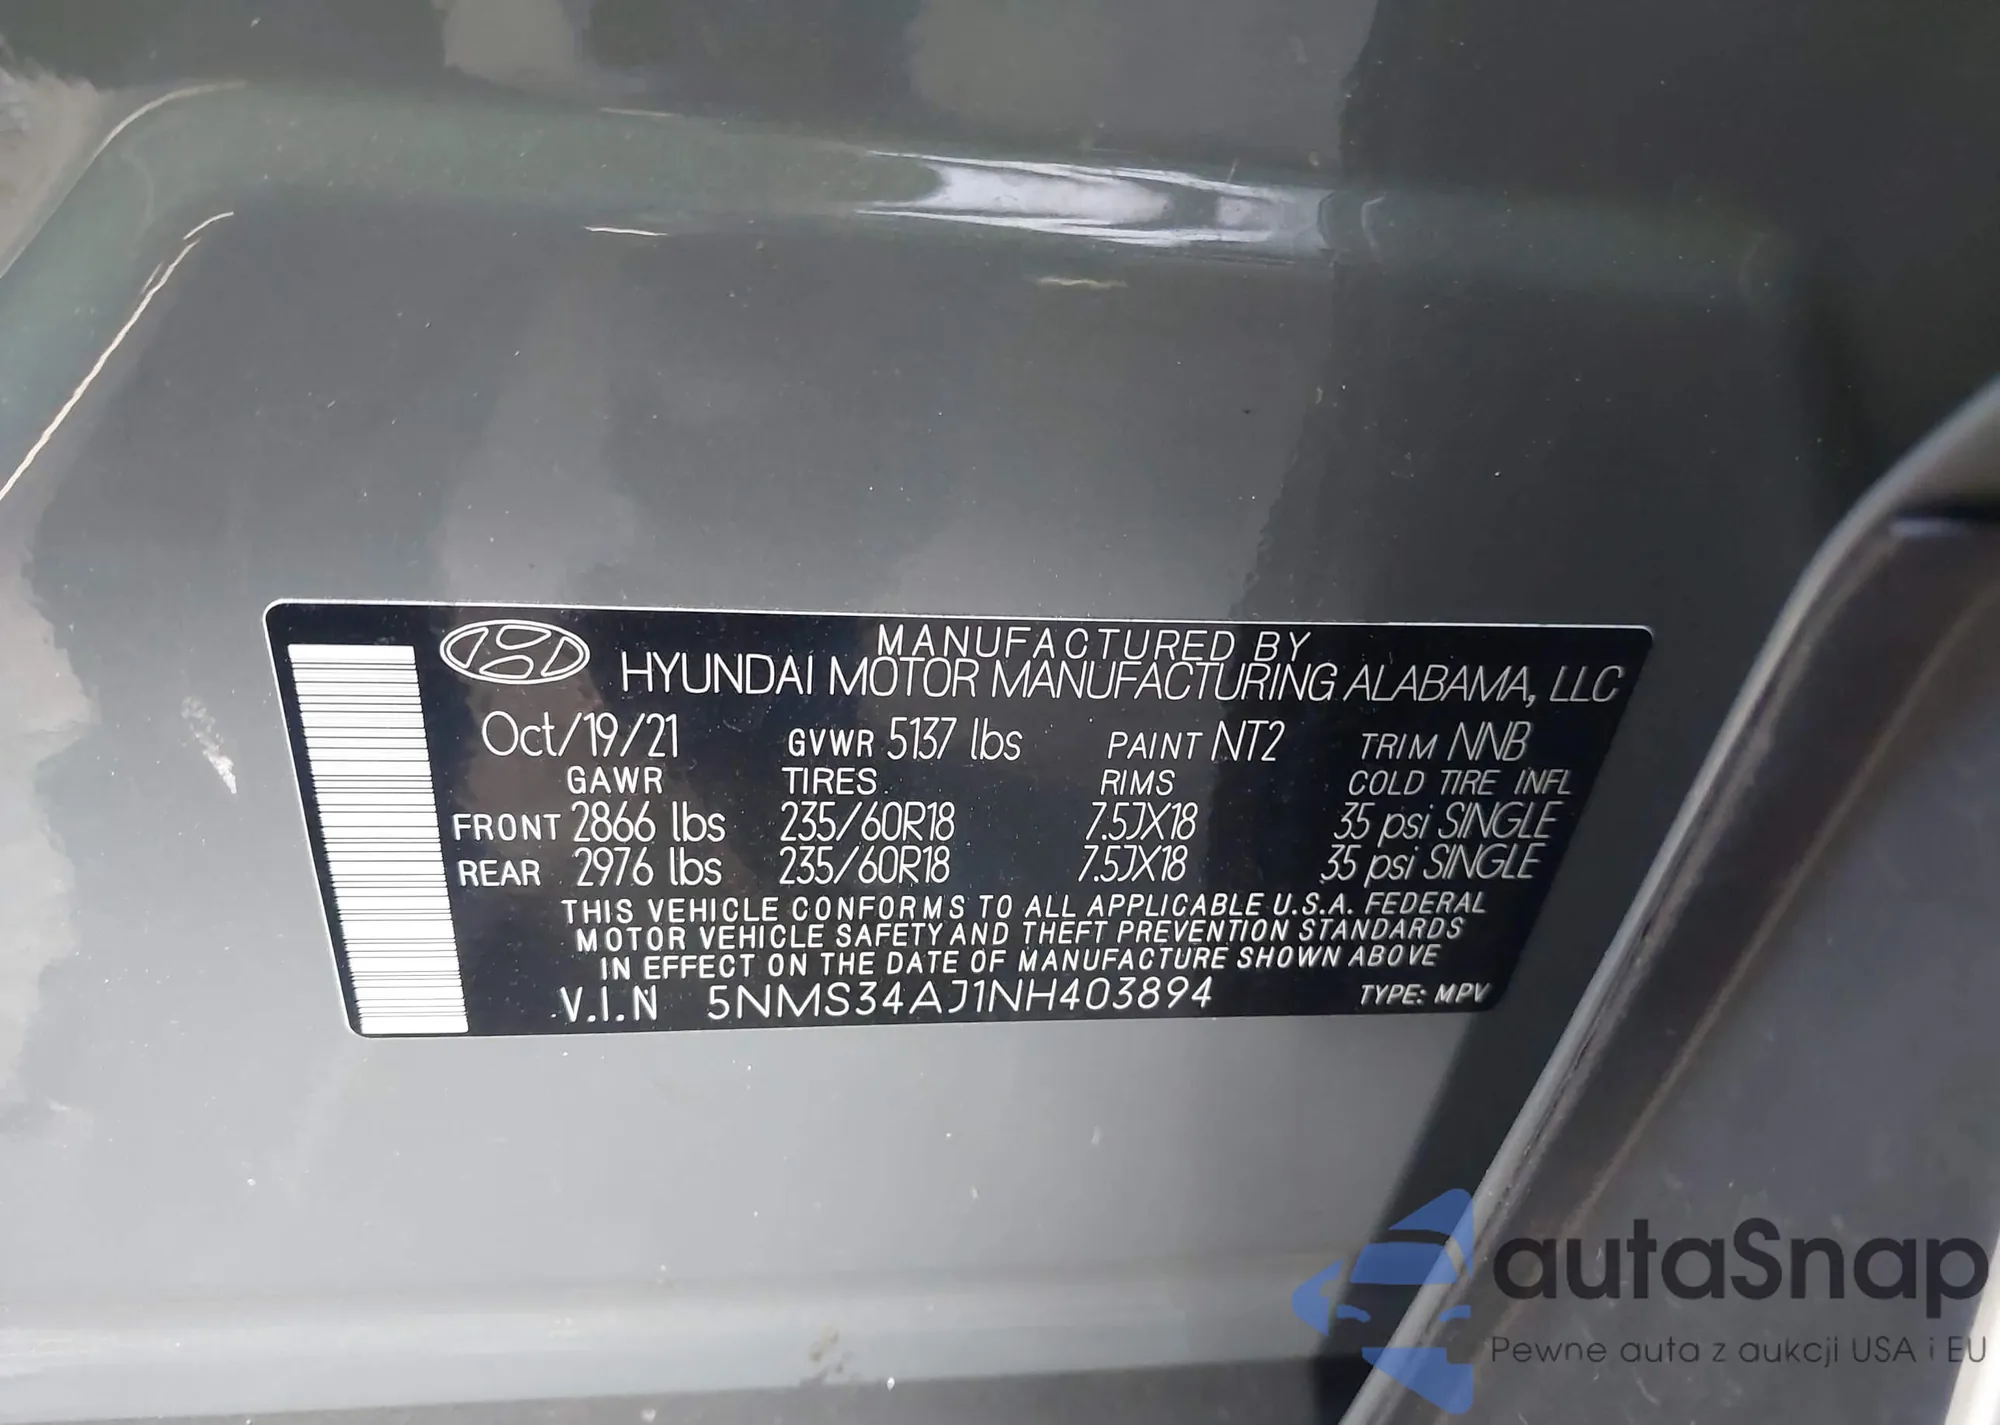 MANUFACTURED BY
HYUNDAI MOTOR MANUFACTURING ALABAMA, LLC
Oct/19/21 GVWR 5137 lbs PAINT NT2 TRIM NNB
GAWR TIRES RIMS COLD TIRE INFL
FRONT 2866 lbs 235/60R18 7.5JX18 35 psi SINGLE
REAR 2976 lbs 235/60R18 7.5JX18 35 psi SINGLE
THIS VEHICLE CONFORMS TO ALL APPLICABLE U.S.A. FEDERAL
MOTOR VEHICLE SAFETY AND THEFT PREVENTION STANDARDS
IN EFFECT ON THE DATE OF MANUFACTURE SHOWN ABOVE
V.I.N 5NMS34AJ1NH403894 TYPE: MPV
autaSnap
Pewne auta z aukcji USA i EU